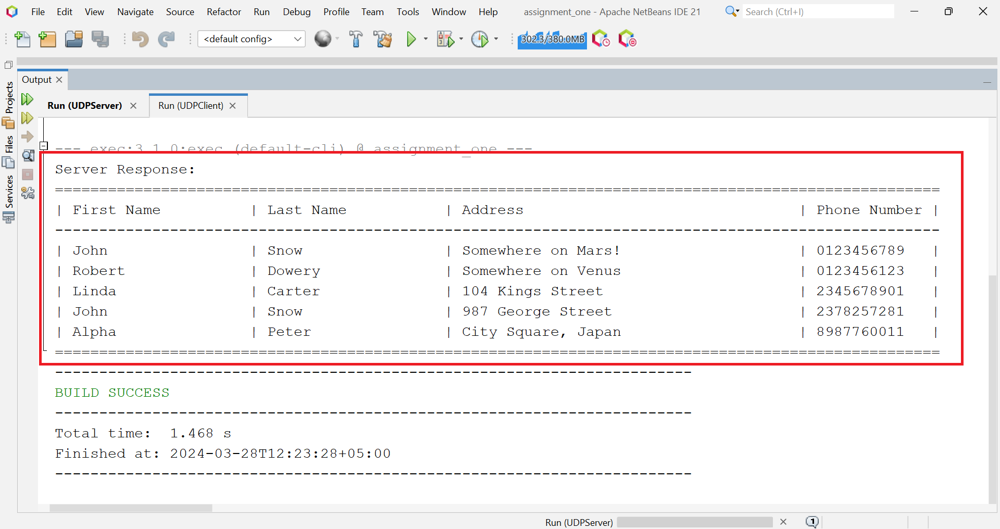 File Edit View Navigate Source Refactor Run Debug Profile Team Tools Window Help assignment_one - Apache NetBeans IDE 21 Search (Ctrl+I)
<default config> 302.3/380.0MB
Output
Projects
Files
Services
Run (UDPServer) Run (UDPClient)
--- exec:3.1.0:exec (default-cli) @ assignment_one ---
Server Response:
=====================================================================================================
| First Name | Last Name | Address | Phone Number |
-----------------------------------------------------------------------------------------------------
| John | Snow | Somewhere on Mars! | 0123456789 |
| Robert | Dowery | Somewhere on Venus | 0123456123 |
| Linda | Carter | 104 Kings Street | 2345678901 |
| John | Snow | 987 George Street | 2378257281 |
| Alpha | Peter | City Square, Japan | 8987760011 |
=====================================================================================================
------------------------------------------------------------------------
BUILD SUCCESS
------------------------------------------------------------------------
Total time:  1.468 s
Finished at: 2024-03-28T12:23:28+05:00
------------------------------------------------------------------------
Run (UDPServer) 1